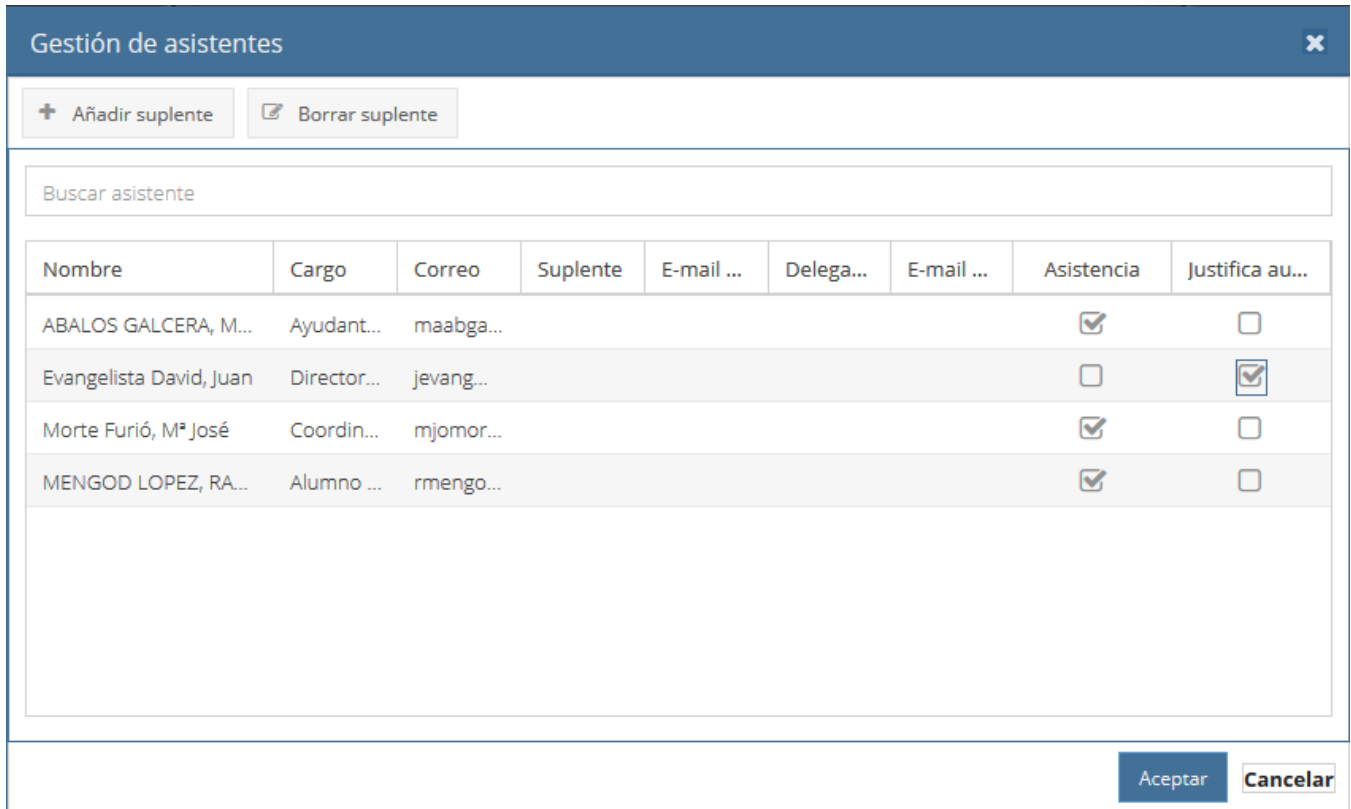 Gestión de asistentes
Añadir suplente Borrar suplente
Buscar asistente
Nombre Cargo Correo Suplente E-mail ... Delega... E-mail ... Asistencia Justifica au...
ABALOS GALCERA, M... Ayudant... maabga...
Evangelista David, Juan Director... jevang...
Morte Furió, Mª José Coordin... mjomor...
MENGOD LOPEZ, RA... Alumno ... rmengo...
Aceptar Cancelar